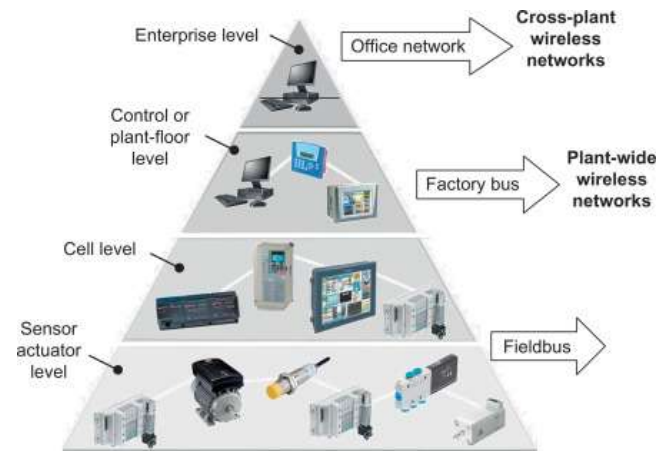 Enterprise level
Office network
Cross-plant
wireless
networks
Control or
plant-floor
level
Factory bus
Plant-wide
wireless
networks
Cell level
Sensor
actuator
level
Fieldbus